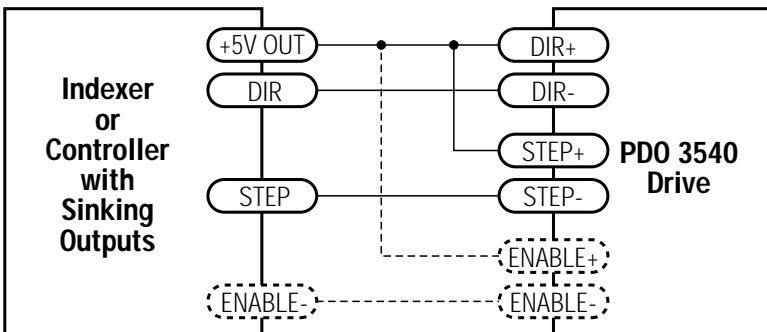 +5V OUT
DIR
STEP
ENABLE-
Indexer
or
Controller
with
Sinking
Outputs
DIR+
DIR-
STEP+
STEP-
ENABLE+
ENABLE-
PDO 3540
Drive